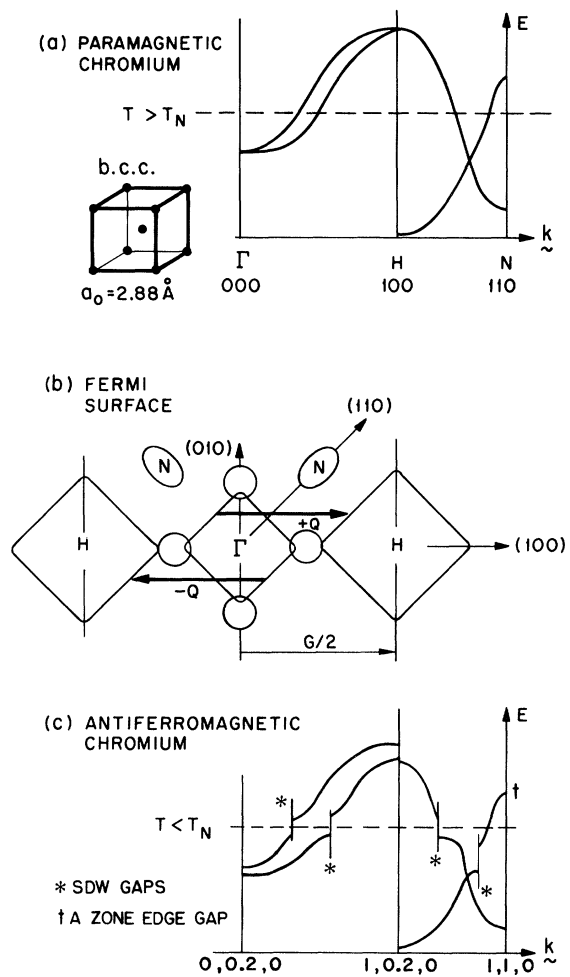 (a) PARAMAGNETIC
CHROMIUM
E
T > T_N
b.c.c.
a₀ = 2.88 Å
k
Γ H N
000 100 110
(b) FERMI
SURFACE
(110)
N (010) N
H +Q Γ H (100)
-Q
G/2
(c) ANTIFERROMAGNETIC
CHROMIUM
E
*
†
T < T_N
* * *
* SDW GAPS
† A ZONE EDGE GAP
k
0,0.2,0 1,0.2,0 1,1,0